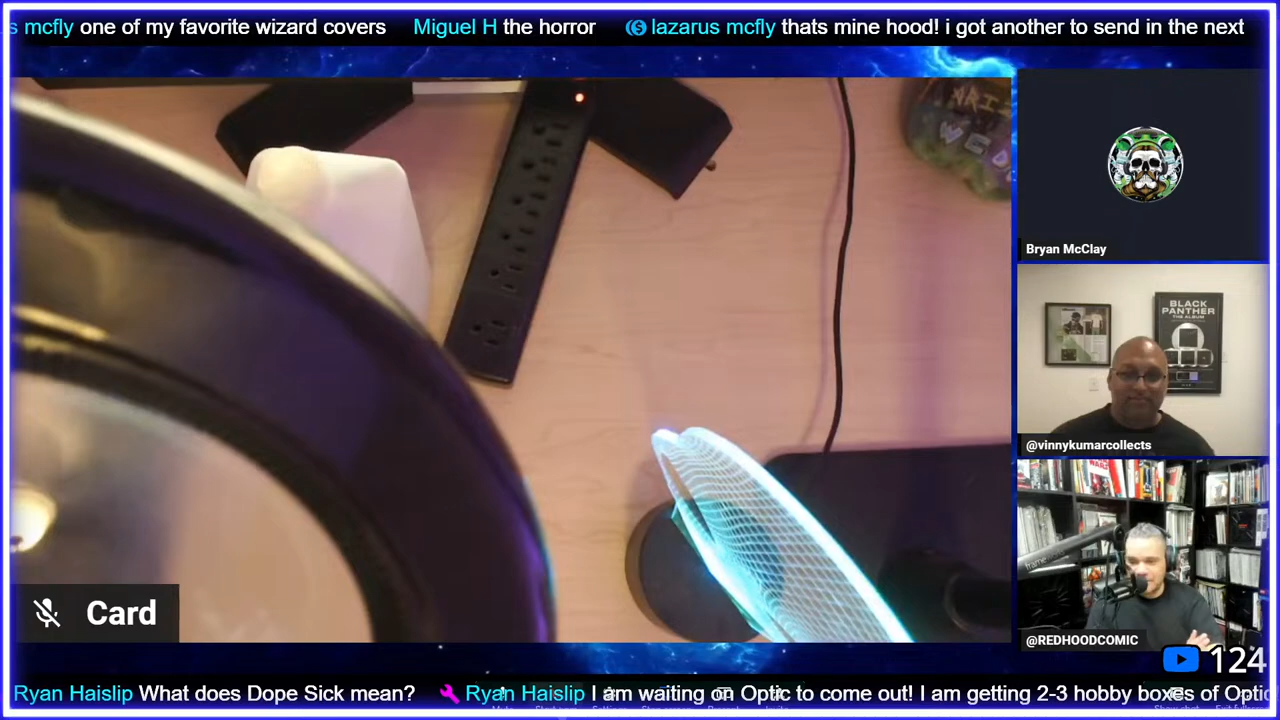 s mcfly one of my favorite wizard covers Miguel H the horror lazarus mcfly thats mine hood! i got another to send in the next
Bryan McClay
BLACK
PANTHER
THE ALBUM
@vinnykumarcollects
Card
@REDHOODCOMIC
124
Ryan Haislip What does Dope Sick mean? Ryan Haislip I am waiting on Optic to come out! I am getting 2-3 hobby boxes of Optic